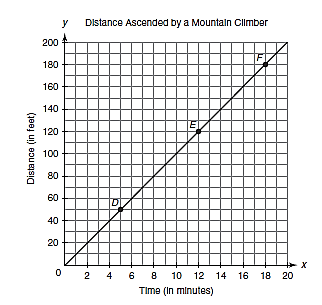 y Distance Ascended by a Mountain Climber
200
180
160
140
120
100
80
60
40
20
0
F
E
D
Distance (in feet)
2 4 6 8 10 12 14 16 18 20 x
Time (in minutes)